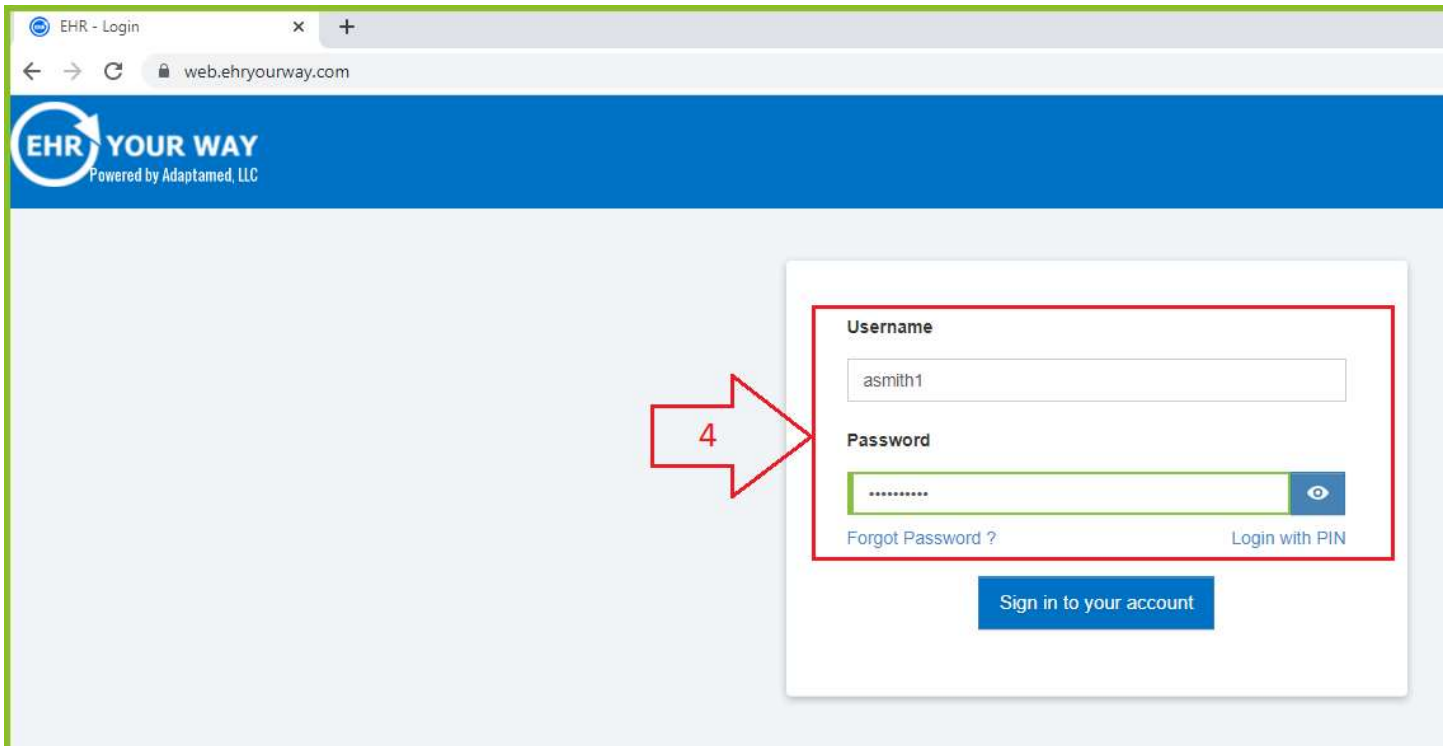 EHR - Login
web.ehryourway.com
EHR YOUR WAY
Powered by Adaptamed, LLC
Username
asmith1
4
Password
••••••••••
Forgot Password ? Login with PIN
Sign in to your account